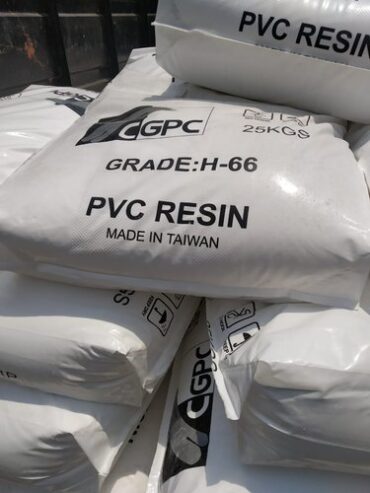 PVC RESIN
CGPC
25KGS
GRADE:H-66
PVC RESIN
MADE IN TAIWAN
CGPC